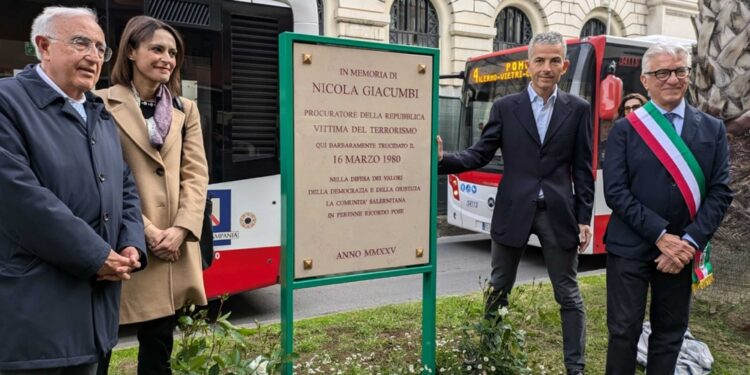 IN MEMORIA DI
NICOLA GIACUMBI
PROCURATORE DELLA REPUBBLICA
VITTIMA DEL TERRORISMO
QUI BARBARAMENTE TRUCIDATO IL
16 MARZO 1980
NELLA DIFESA DEI VALORI
DELLA DEMOCRAZIA E DELLA GIUSTIZIA
LA COMUNITA' SALERNITANA
IN PERENNE RICORDO POSE
ANNO MMXXV
4